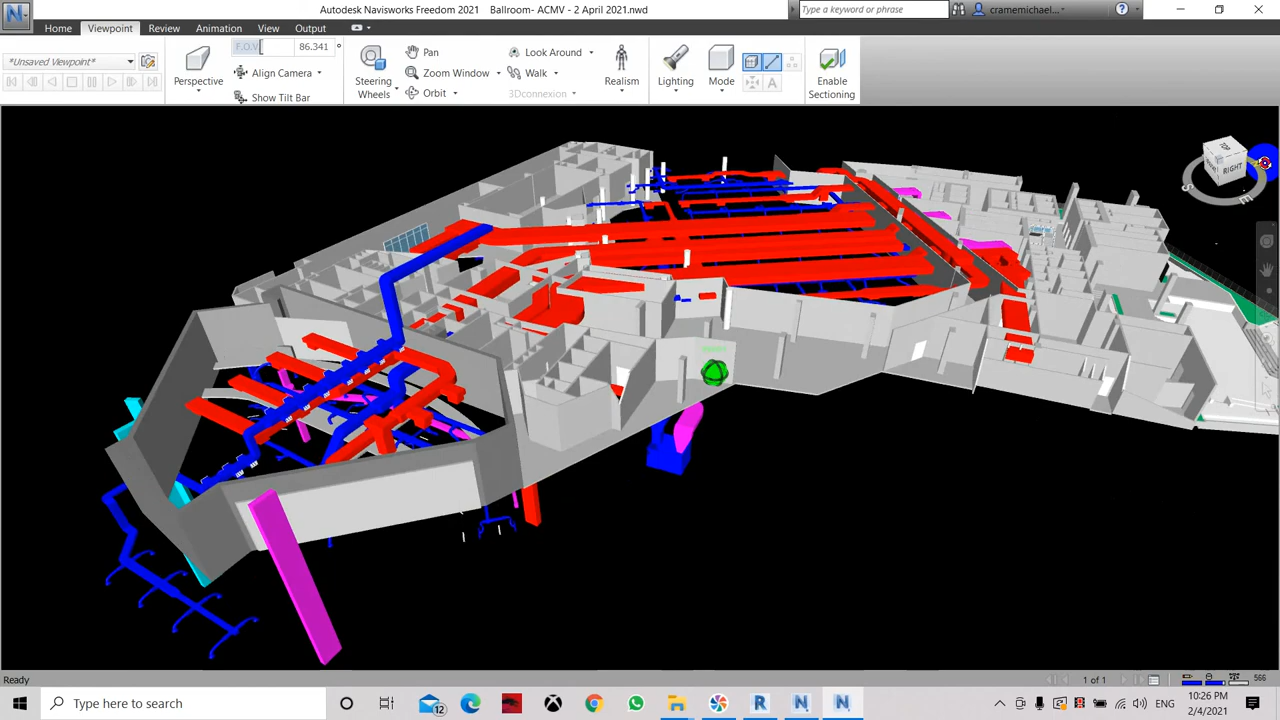 Autodesk Navisworks Freedom 2021 Ballroom- ACMV - 2 April 2021.nwd
Type a keyword or phrase
cramemichael...
Home Viewpoint Review Animation View Output
*Unsaved Viewpoint*
Perspective
F.O.V. 86.341 °
Align Camera
Show Tilt Bar
Steering
Wheels
Pan
Zoom Window
Orbit
Look Around
Walk
3Dconnexion
Realism
Lighting
Mode
Enable
Sectioning
TOP
RIGHT
S
E
Ready
1 of 1
566
Type here to search
12
ENG
10:26 PM
2/4/2021